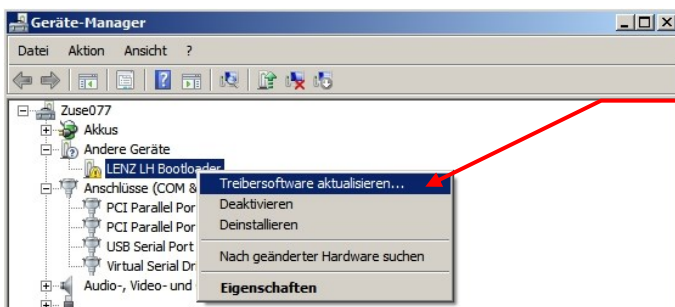 Geräte-Manager
Datei Aktion Ansicht ?
Zuse077
Akkus
Andere Geräte
LENZ LH Bootloader
Treibersoftware aktualisieren...
Anschlüsse (COM &
Deaktivieren
PCI Parallel Por
Deinstallieren
PCI Parallel Por
USB Serial Port
Nach geänderter Hardware suchen
Virtual Serial Dr
Audio-, Video- und
Eigenschaften